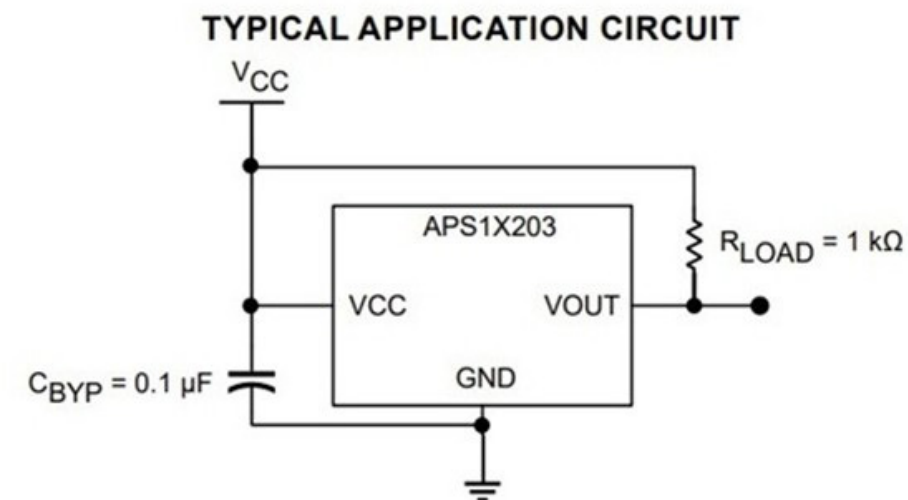 TYPICAL APPLICATION CIRCUIT
VCC
APS1X203
RLOAD = 1 kΩ
VCC
VOUT
CBYP = 0.1 µF
GND